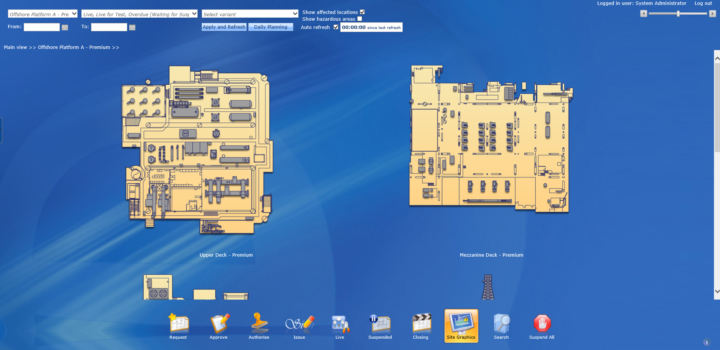 Logged in user: System Administrator Log out
Offshore Platform A - Pre
Live, Live for Test, Overdue (Waiting for Sus
Select variant
Show affected locations
Show hazardous areas
From:
To:
Apply and Refresh
Daily Planning
Auto refresh
00:00:00 since last refresh
Main view >> Offshore Platform A - Premium >>
Upper Deck - Premium
Mezzanine Deck - Premium
Request
Approve
Authorise
Issue
Live
Suspended
Closing
Site Graphics
Search
Suspend All